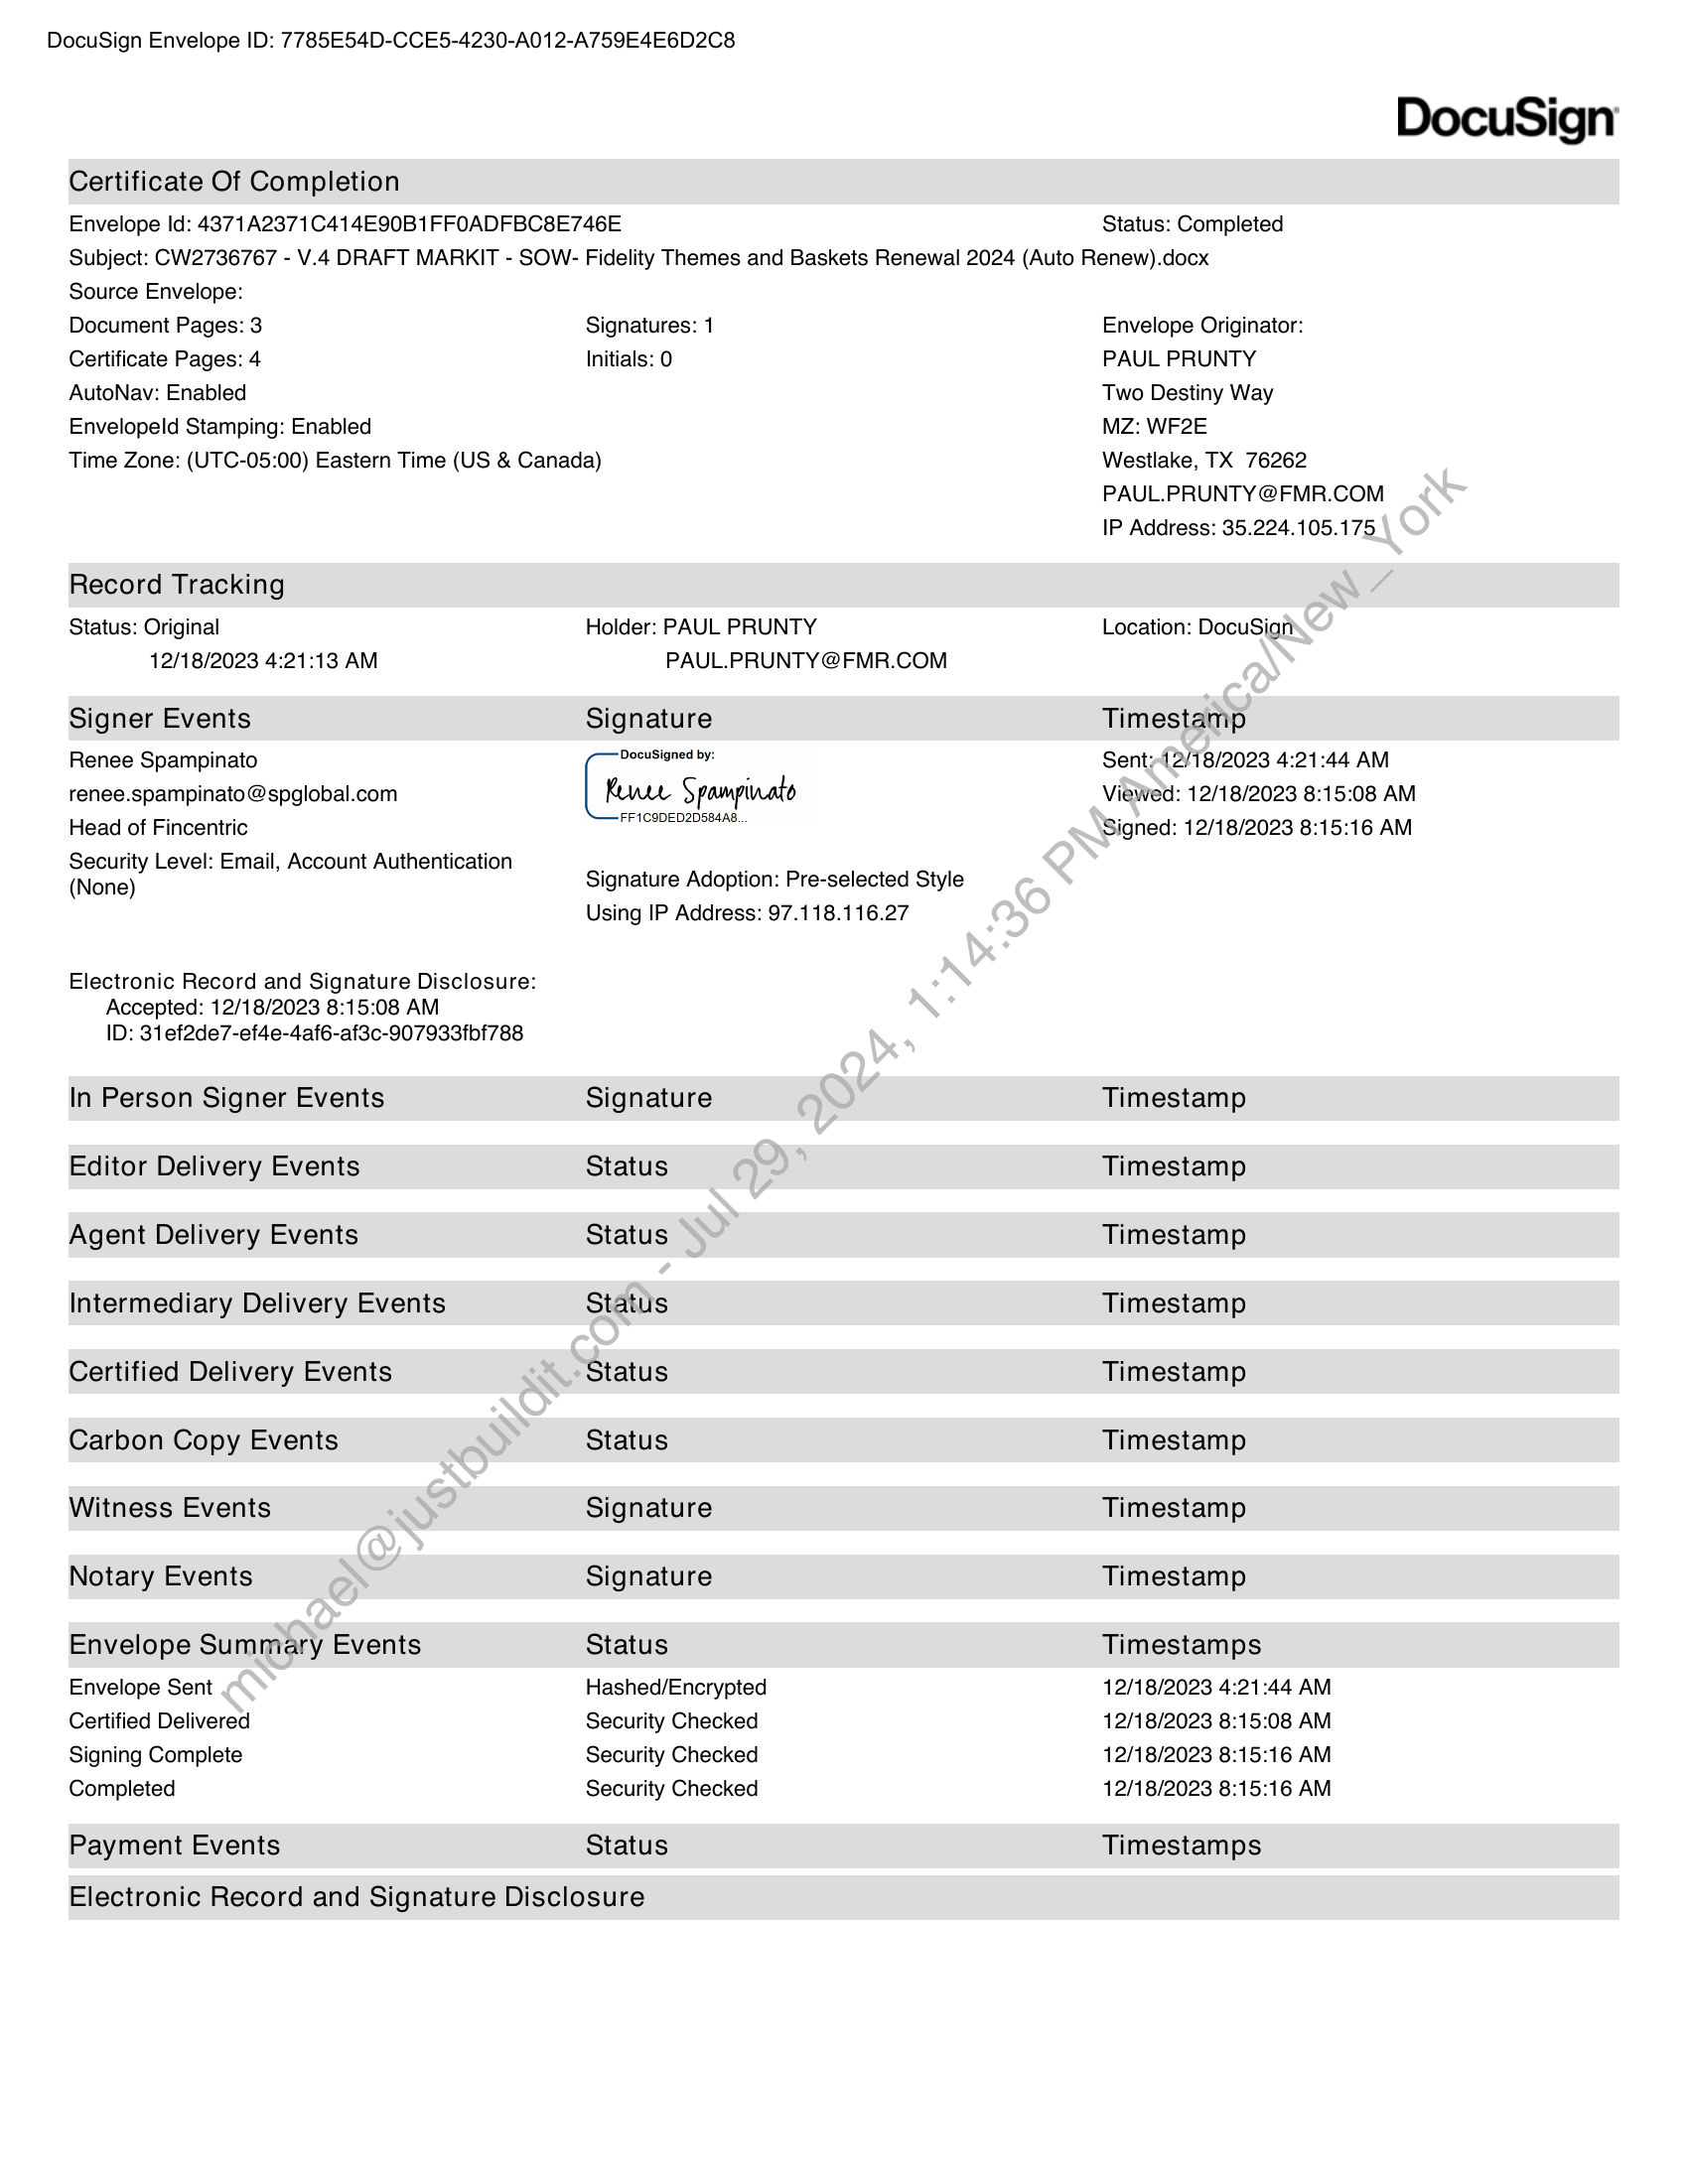 DocuSign Envelope ID: 7785E54D-CCE5-4230-A012-A759E4E6D2C8
DocuSign
Certificate Of Completion
Envelope Id: 4371A2371C414E90B1FF0ADFBC8E746E Status: Completed
Subject: CW2736767 - V.4 DRAFT MARKIT - SOW- Fidelity Themes and Baskets Renewal 2024 (Auto Renew).docx
Source Envelope:
Document Pages: 3 Signatures: 1 Envelope Originator:
Certificate Pages: 4 Initials: 0 PAUL PRUNTY
AutoNav: Enabled Two Destiny Way
EnvelopeId Stamping: Enabled MZ: WF2E
Time Zone: (UTC-05:00) Eastern Time (US & Canada) Westlake, TX 76262
PAUL.PRUNTY@FMR.COM
IP Address: 35.224.105.175
Record Tracking
Status: Original Holder: PAUL PRUNTY Location: DocuSign
12/18/2023 4:21:13 AM PAUL.PRUNTY@FMR.COM
Signer Events Signature Timestamp
Renee Spampinato
renee.spampinato@spglobal.com
Head of Fincentric
Security Level: Email, Account Authentication
(None)
DocuSigned by:
Renee Spampinato
FF1C9DED2D584A8...
Signature Adoption: Pre-selected Style
Using IP Address: 97.118.116.27
Sent: 12/18/2023 4:21:44 AM
Viewed: 12/18/2023 8:15:08 AM
Signed: 12/18/2023 8:15:16 AM
Electronic Record and Signature Disclosure:
Accepted: 12/18/2023 8:15:08 AM
ID: 31ef2de7-ef4e-4af6-af3c-907933fbf788
In Person Signer Events Signature Timestamp
Editor Delivery Events Status Timestamp
Agent Delivery Events Status Timestamp
Intermediary Delivery Events Status Timestamp
Certified Delivery Events Status Timestamp
Carbon Copy Events Status Timestamp
Witness Events Signature Timestamp
Notary Events Signature Timestamp
Envelope Summary Events Status Timestamps
Envelope Sent Hashed/Encrypted 12/18/2023 4:21:44 AM
Certified Delivered Security Checked 12/18/2023 8:15:08 AM
Signing Complete Security Checked 12/18/2023 8:15:16 AM
Completed Security Checked 12/18/2023 8:15:16 AM
Payment Events Status Timestamps
Electronic Record and Signature Disclosure
michael@justbuildit.com - Jul 29, 2024, 1:14:36 PM America/New_York